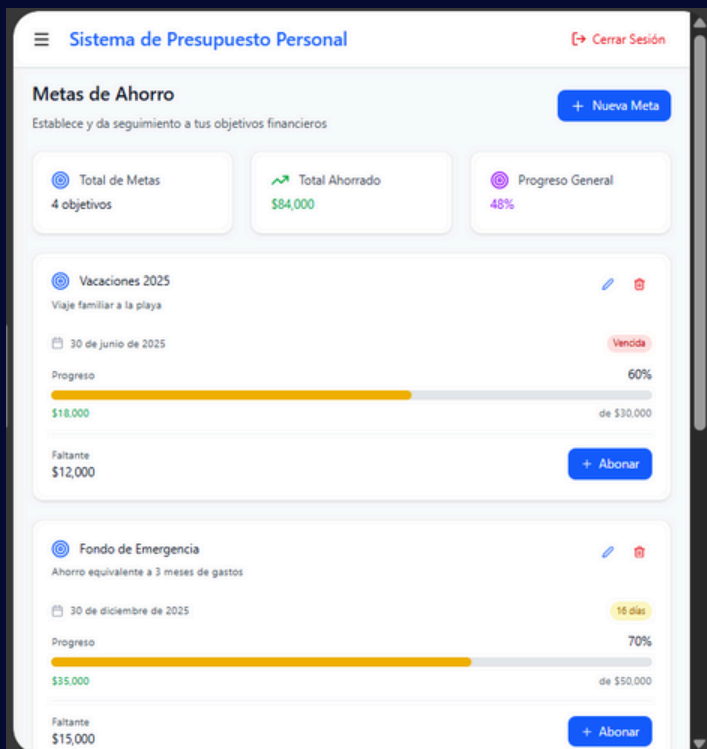 Sistema de Presupuesto Personal
Cerrar Sesión
Metas de Ahorro
+ Nueva Meta
Establece y da seguimiento a tus objetivos financieros
Total de Metas
4 objetivos
Total Ahorrado
$84,000
Progreso General
48%
Vacaciones 2025
Viaje familiar a la playa
30 de junio de 2025
Vencida
Progreso
60%
$18,000
de $30,000
Faltante
$12,000
+ Abonar
Fondo de Emergencia
Ahorro equivalente a 3 meses de gastos
30 de diciembre de 2025
16 días
Progreso
70%
$35,000
de $50,000
Faltante
$15,000
+ Abonar